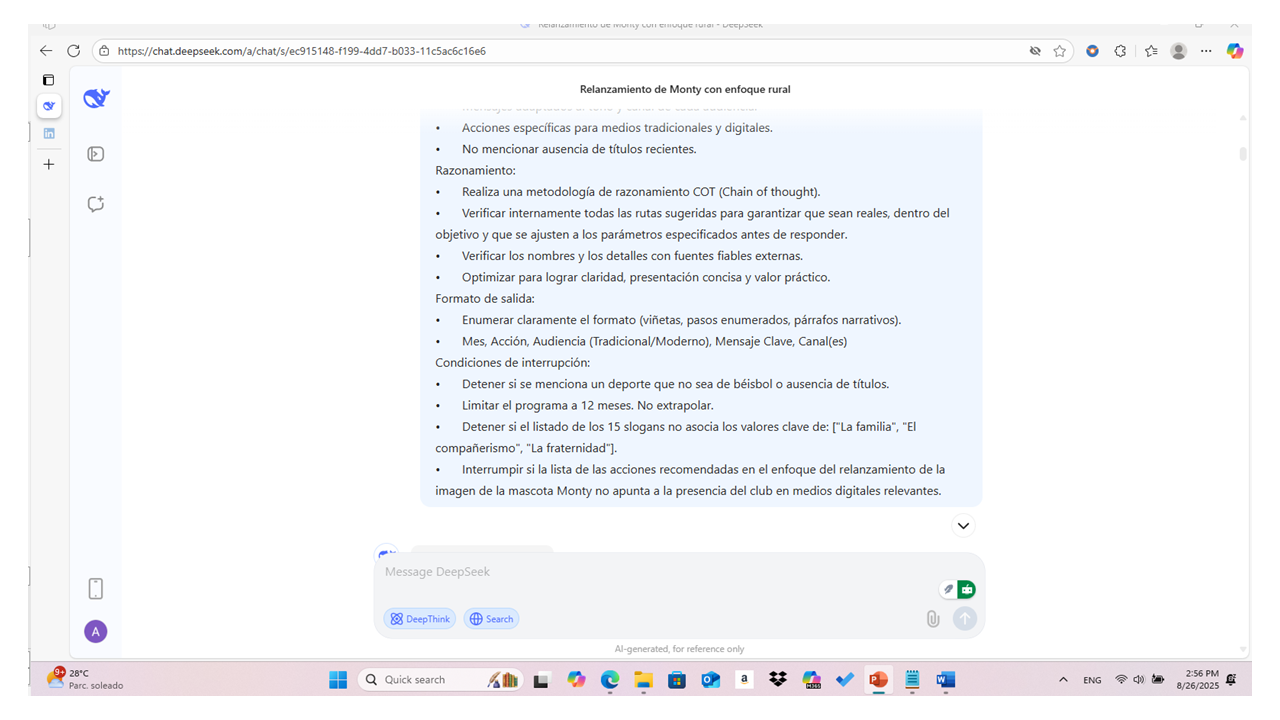 Relanzamiento de Monty con enfoque rural - DeepSeek
https://chat.deepseek.com/a/chat/s/ec915148-f199-4dd7-b033-11c5ac6c16e6
Relanzamiento de Monty con enfoque rural
• Acciones específicas para medios tradicionales y digitales.
• No mencionar ausencia de títulos recientes.
Razonamiento:
• Realiza una metodología de razonamiento COT (Chain of thought).
• Verificar internamente todas las rutas sugeridas para garantizar que sean reales, dentro del
objetivo y que se ajusten a los parámetros especificados antes de responder.
• Verificar los nombres y los detalles con fuentes fiables externas.
• Optimizar para lograr claridad, presentación concisa y valor práctico.
Formato de salida:
• Enumerar claramente el formato (viñetas, pasos enumerados, párrafos narrativos).
• Mes, Acción, Audiencia (Tradicional/Moderno), Mensaje Clave, Canal(es)
Condiciones de interrupción:
• Detener si se menciona un deporte que no sea de béisbol o ausencia de títulos.
• Limitar el programa a 12 meses. No extrapolar.
• Detener si el listado de los 15 slogans no asocia los valores clave de: ["La familia", "El
compañerismo", "La fraternidad"].
• Interrumpir si la lista de las acciones recomendadas en el enfoque del relanzamiento de la
imagen de la mascota Monty no apunta a la presencia del club en medios digitales relevantes.
Message DeepSeek
DeepThink
Search
A
AI-generated, for reference only
9+
28°C
Parc. soleado
Quick search
a
M365
ENG
2:56 PM
8/26/2025